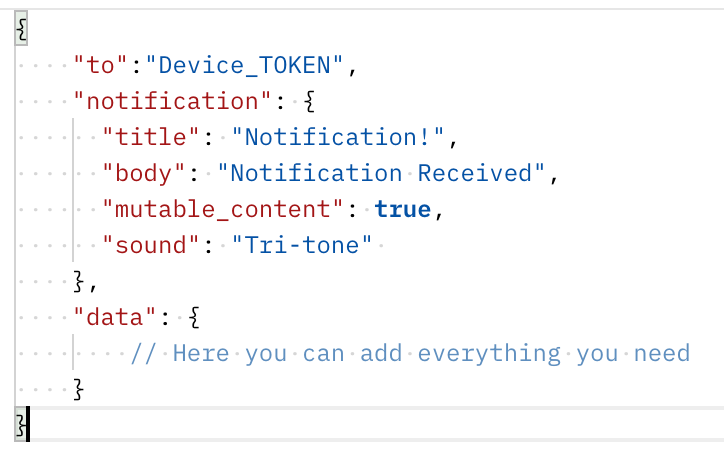 {
"to":"Device_TOKEN",
"notification": {
"title": "Notification!",
"body": "Notification Received",
"mutable_content": true,
"sound": "Tri-tone"
},
"data": {
// Here you can add everything you need
}
}